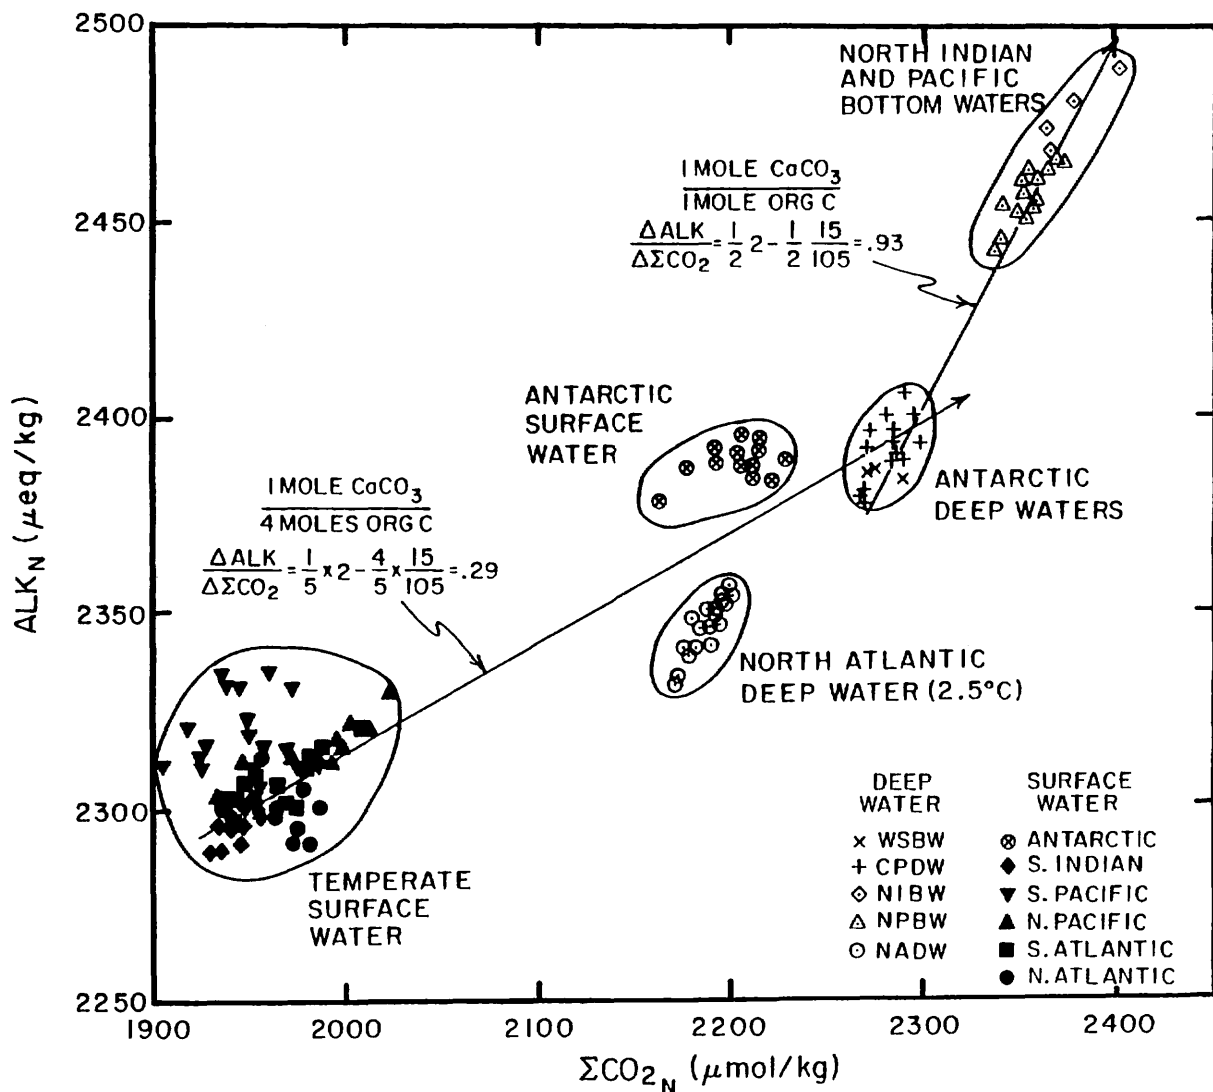 2500
2450
2400
2350
2300
2250
1900
2000
2100
2200
2300
2400
ALK_N (μeq/kg)
ΣCO₂_N (μmol/kg)
NORTH INDIAN
AND PACIFIC
BOTTOM WATERS
1 MOLE CaCO₃
1 MOLE ORG C
ΔALK/ΔΣCO₂ = 1/2 2 - 1/2 15/105 = .93
ANTARCTIC
SURFACE
WATER
ANTARCTIC
DEEP WATERS
1 MOLE CaCO₃
4 MOLES ORG C
ΔALK/ΔΣCO₂ = 1/5 × 2 - 4/5 × 15/105 = .29
NORTH ATLANTIC
DEEP WATER (2.5°C)
TEMPERATE
SURFACE
WATER
DEEP
WATER
WSBW
CPDW
NIBW
NPBW
NADW
SURFACE
WATER
ANTARCTIC
S. INDIAN
S. PACIFIC
N. PACIFIC
S. ATLANTIC
N. ATLANTIC